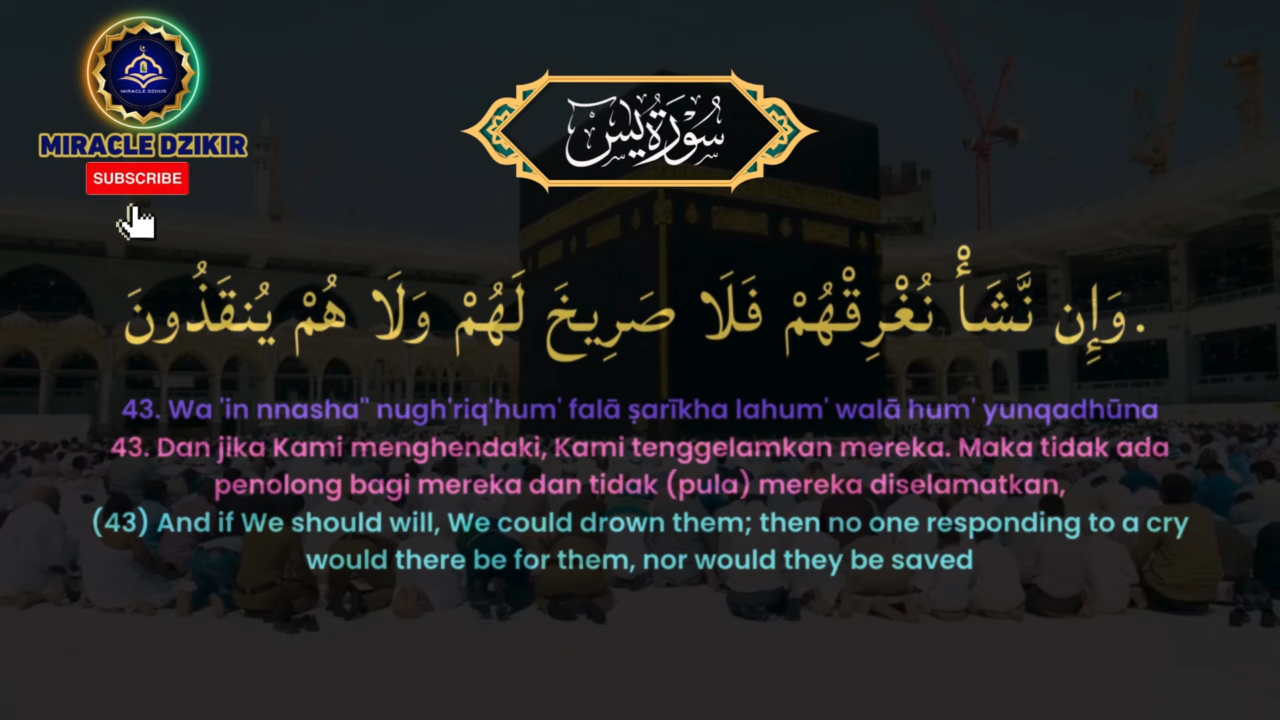 MIRACLE DZIKIR
MIRACLE DZIKIR
SUBSCRIBE
سُوْرَةُ يٰسٓ
وَإِن نَّشَأْ نُغْرِقْهُمْ فَلَا صَرِيخَ لَهُمْ وَلَا هُمْ يُنقَذُونَ.
43. Wa 'in nnasha'' nugh'riq'hum' falā ṣarīkha lahum' walā hum' yunqadhūna
43. Dan jika Kami menghendaki, Kami tenggelamkan mereka. Maka tidak ada
penolong bagi mereka dan tidak (pula) mereka diselamatkan,
(43) And if We should will, We could drown them; then no one responding to a cry
would there be for them, nor would they be saved